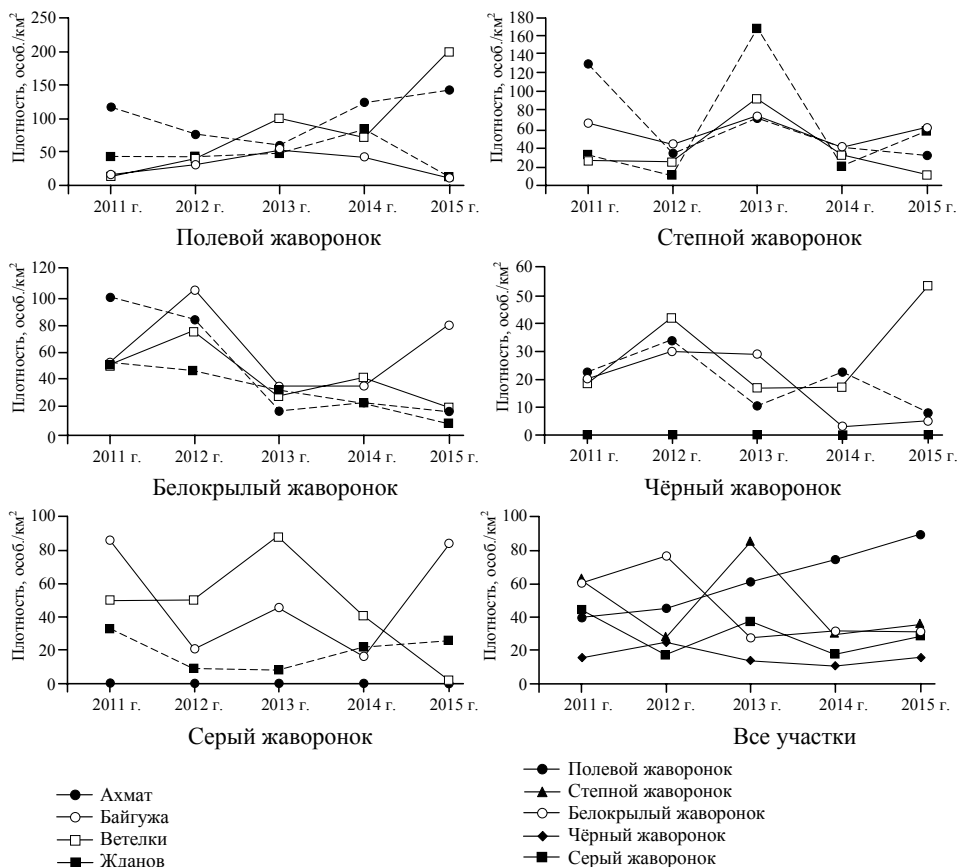 Плотность, особ./км²
250
200
150
100
50
0
2011 г. 2012 г. 2013 г. 2014 г. 2015 г.
Полевой жаворонок
Плотность, особ./км²
180
160
140
120
100
80
60
40
20
0
2011 г. 2012 г. 2013 г. 2014 г. 2015 г.
Степной жаворонок
Плотность, особ./км²
120
100
80
60
40
20
0
2011 г. 2012 г. 2013 г. 2014 г. 2015 г.
Белокрылый жаворонок
Плотность, особ./км²
60
50
40
30
20
10
0
2011 г. 2012 г. 2013 г. 2014 г. 2015 г.
Чёрный жаворонок
Плотность, особ./км²
100
80
60
40
20
0
2011 г. 2012 г. 2013 г. 2014 г. 2015 г.
Серый жаворонок
Плотность, особ./км²
100
80
60
40
20
0
2011 г. 2012 г. 2013 г. 2014 г. 2015 г.
Все участки
Ахмат
Байгужа
Ветелки
Жданов
Полевой жаворонок
Степной жаворонок
Белокрылый жаворонок
Чёрный жаворонок
Серый жаворонок